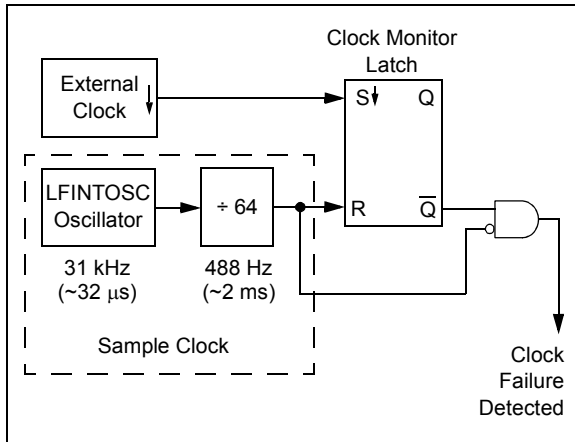 Clock Monitor
Latch
External
Clock
S
Q
LFINTOSC
Oscillator
÷ 64
R
Q̅
31 kHz
(~32 μs)
488 Hz
(~2 ms)
Sample Clock
Clock
Failure
Detected